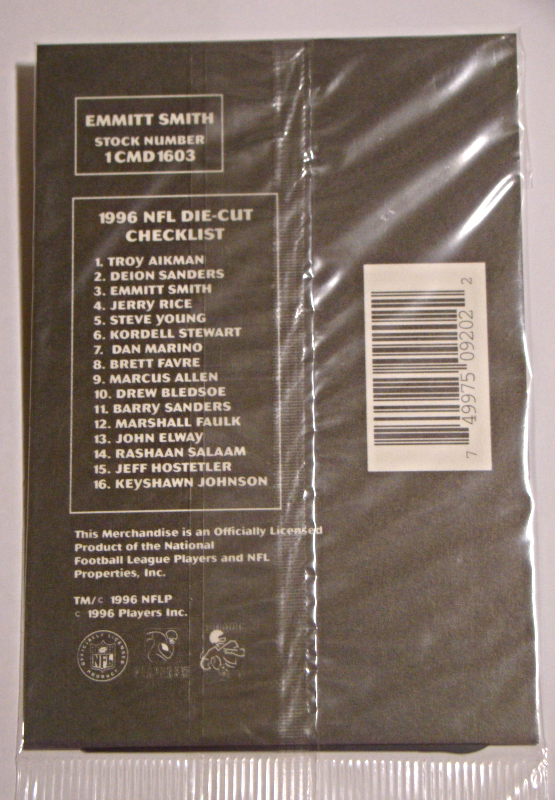 EMMITT SMITH
STOCK NUMBER
1CMD1603
1996 NFL DIE-CUT
CHECKLIST
1. TROY AIKMAN
2. DEION SANDERS
3. EMMITT SMITH
4. JERRY RICE
5. STEVE YOUNG
6. KORDELL STEWART
7. DAN MARINO
8. BRETT FAVRE
9. MARCUS ALLEN
10. DREW BLEDSOE
11. BARRY SANDERS
12. MARSHALL FAULK
13. JOHN ELWAY
14. RASHAAN SALAAM
15. JEFF HOSTETLER
16. KEYSHAWN JOHNSON
This Merchandise is an Officially Licensed
Product of the National
Football League Players and NFL
Properties, Inc.
TM/© 1996 NFLP
© 1996 Players Inc.
OFFICIALLY LICENSED
NFL
PRODUCT
7 49975 09202 2